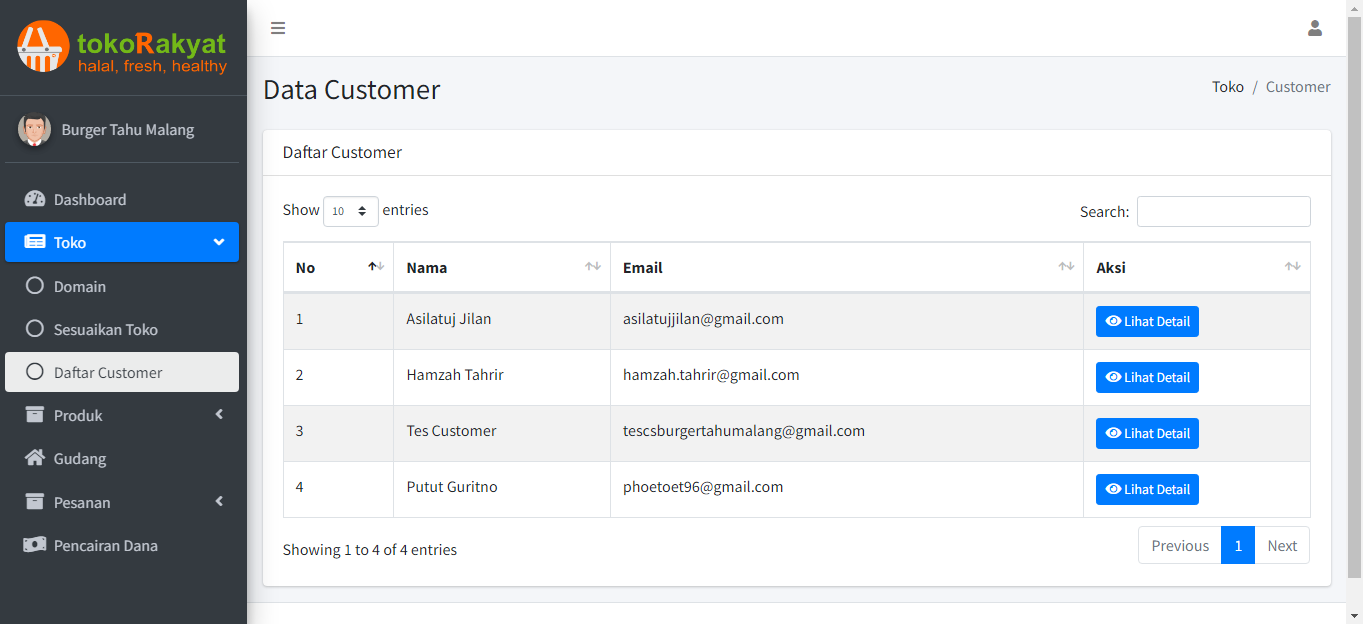 tokoRakyat
halal, fresh, healthy
Burger Tahu Malang
Dashboard
Toko
Domain
Sesuaikan Toko
Daftar Customer
Produk
Gudang
Pesanan
Pencairan Dana
Data Customer
Toko / Customer
Daftar Customer
Show 10 entries
Search:
No Nama Email Aksi
1 Asilatuj Jilan asilatujjilan@gmail.com Lihat Detail
2 Hamzah Tahrir hamzah.tahrir@gmail.com Lihat Detail
3 Tes Customer tescsburgertahumalang@gmail.com Lihat Detail
4 Putut Guritno phoetoet96@gmail.com Lihat Detail
Showing 1 to 4 of 4 entries
Previous 1 Next